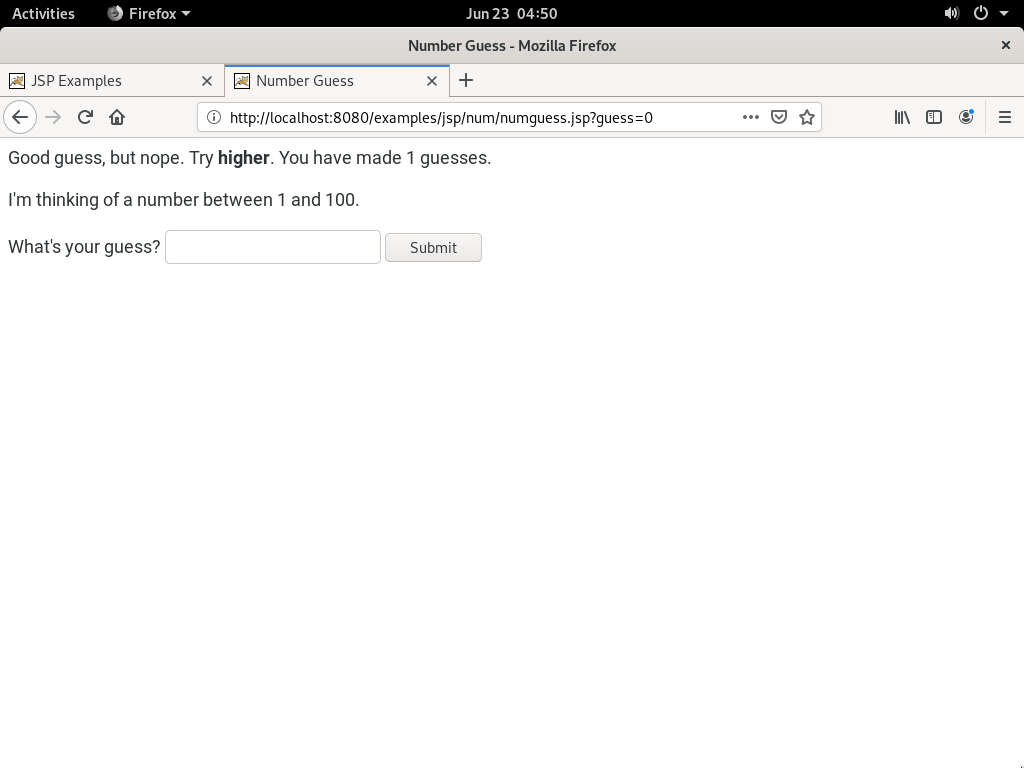 Activities Firefox Jun 23 04:50
Number Guess - Mozilla Firefox
JSP Examples Number Guess
http://localhost:8080/examples/jsp/num/numguess.jsp?guess=0
Good guess, but nope. Try higher. You have made 1 guesses.
I'm thinking of a number between 1 and 100.
What's your guess? Submit